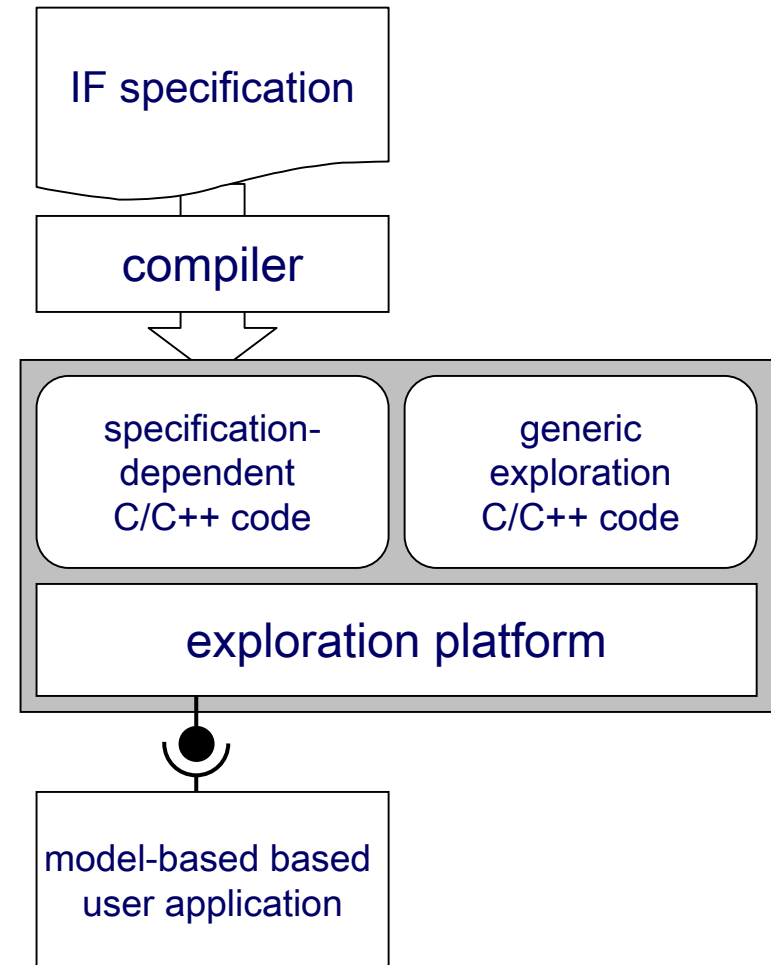 IF specification
compiler
specification-
dependent
C/C++ code
generic
exploration
C/C++ code
exploration platform
model-based based
user application